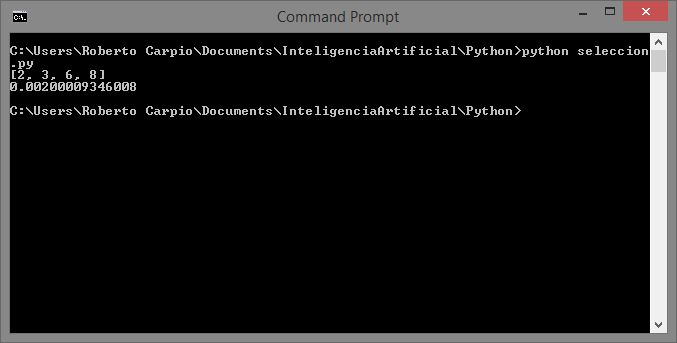 Command Prompt
C:\Users\Roberto Carpio\Documents\InteligenciaArtificial\Python>python seleccion
.py
[2, 3, 6, 8]
0.00200009346008
C:\Users\Roberto Carpio\Documents\InteligenciaArtificial\Python>